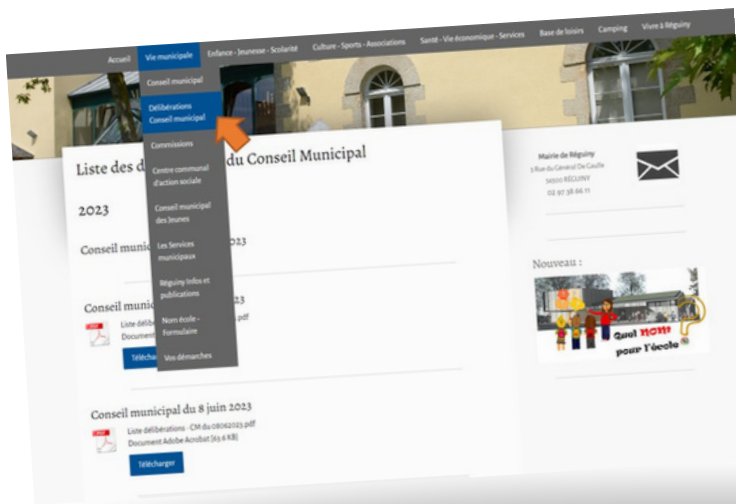 Accueil
Vie municipale
Enfance - Jeunesse - Scolarité
Culture - Sports - Associations
Santé - Vie économique - Services
Base de loisirs
Camping
Vivre à Réguiny
Conseil municipal
Délibérations
Conseil municipal
Commissions
Centre communal
d'action sociale
Conseil municipal
des Jeunes
Les Services
municipaux
Réguiny Infos et
publications
Nom école -
Formulaire
Vos démarches
Liste des d du Conseil Municipal
2023
Conseil munic 023
Conseil munic 23
Liste délibé .pdf
Document
Télécha
Conseil municipal du 8 juin 2023
Liste délibérations - CM du 08062023.pdf
Document Adobe Acrobat [63.6 KB]
Télécharger
Mairie de Réguiny
3 Rue du Général De Gaulle
56500 RÉGUINY
02 97 38 66 11
Nouveau :
Quel nom
pour l'école ?